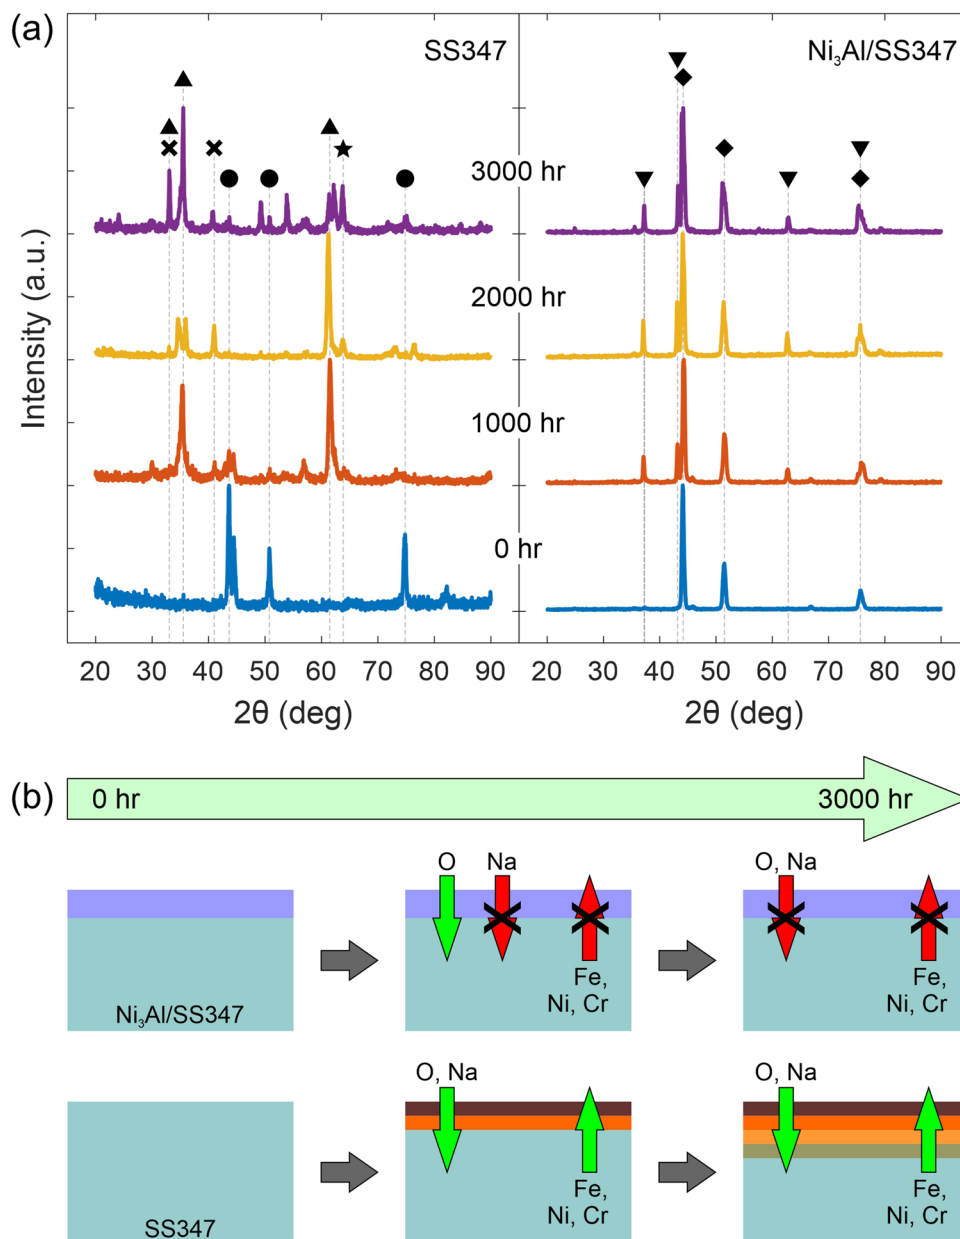 (a)
SS347
Ni₃Al/SS347
3000 hr
2000 hr
1000 hr
0 hr
Intensity (a.u.)
20 30 40 50 60 70 80 90
20 30 40 50 60 70 80 90
2θ (deg)
2θ (deg)
(b)
0 hr
3000 hr
O
Na
O, Na
Fe,
Ni, Cr
Fe,
Ni, Cr
Ni₃Al/SS347
O, Na
O, Na
Fe,
Ni, Cr
Fe,
Ni, Cr
SS347